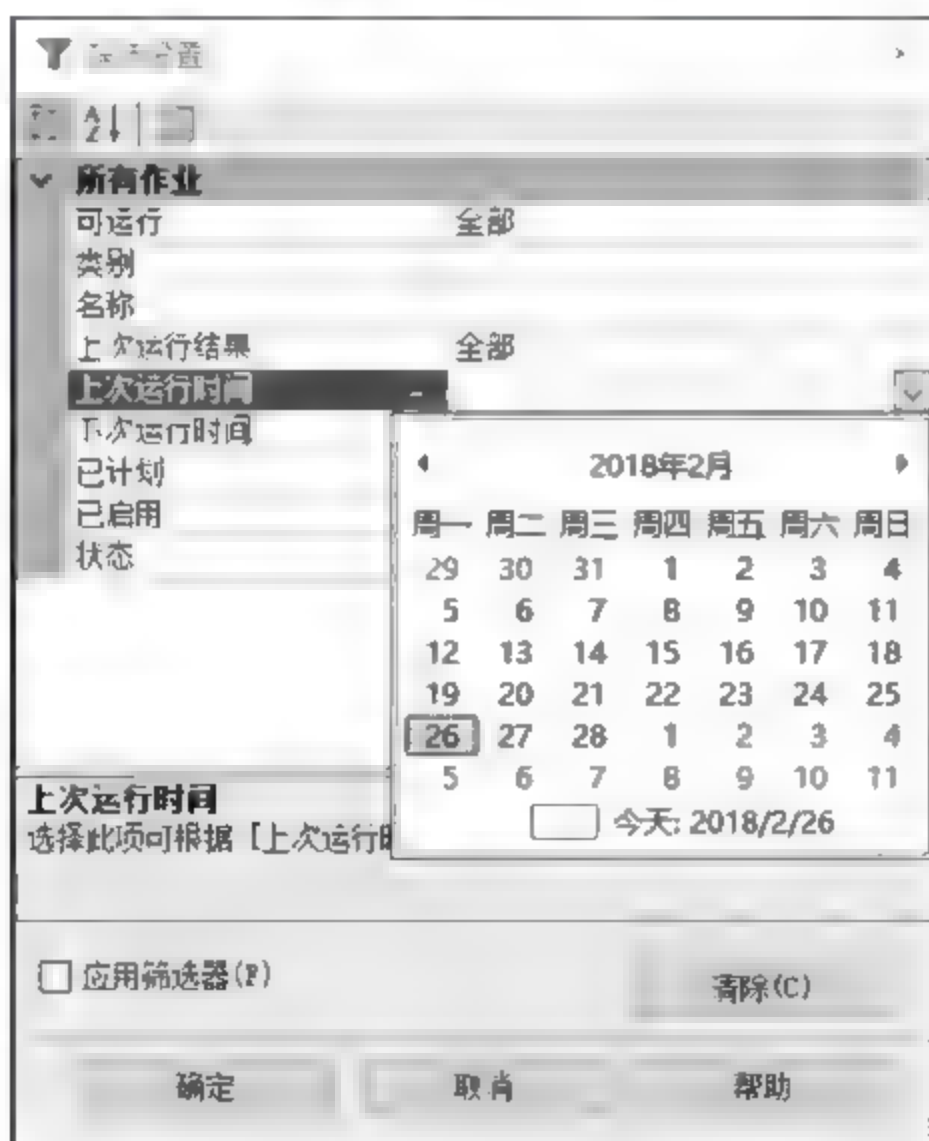 所有作业
可运行 全部
类别
名称
上次运行结果 全部
上次运行时间
下次运行时间
已计划
已启用
状态
2018年2月
周一 周二 周三 周四 周五 周六 周日
29 30 31 1 2 3 4
5 6 7 8 9 10 11
12 13 14 15 16 17 18
19 20 21 22 23 24 25
26 27 28 1 2 3 4
5 6 7 8 9 10 11
今天: 2018/2/26
上次运行时间
选择此项可根据［上次运行时
应用筛选器(F)
清除(C)
确定 取消 帮助